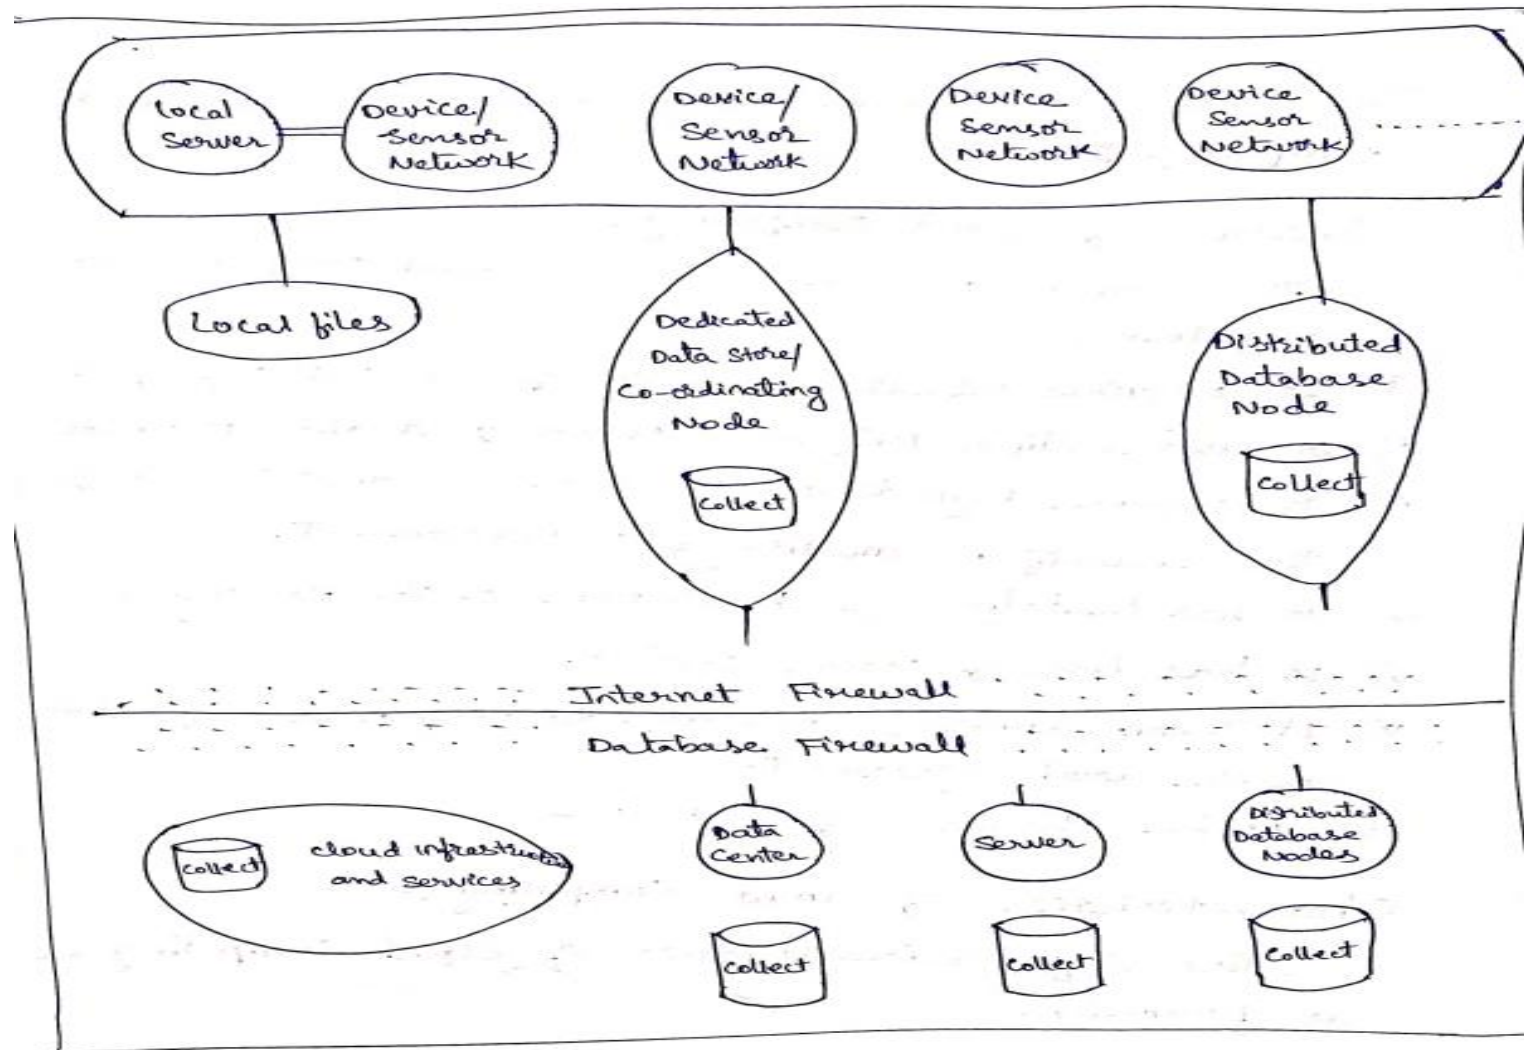 Local
Server
Device/
Sensor
Network
Device/
Sensor
Network
Device
Sensor
Network
Device
Sensor
Network
Local files
Dedicated
Data Store/
Co-ordinating
Node
Collect
Distributed
Database
Node
Collect
Internet Firewall
Database Firewall
Collect
cloud infrastructure
and services
Data
Center
Collect
Server
Collect
Distributed
Database
Nodes
Collect